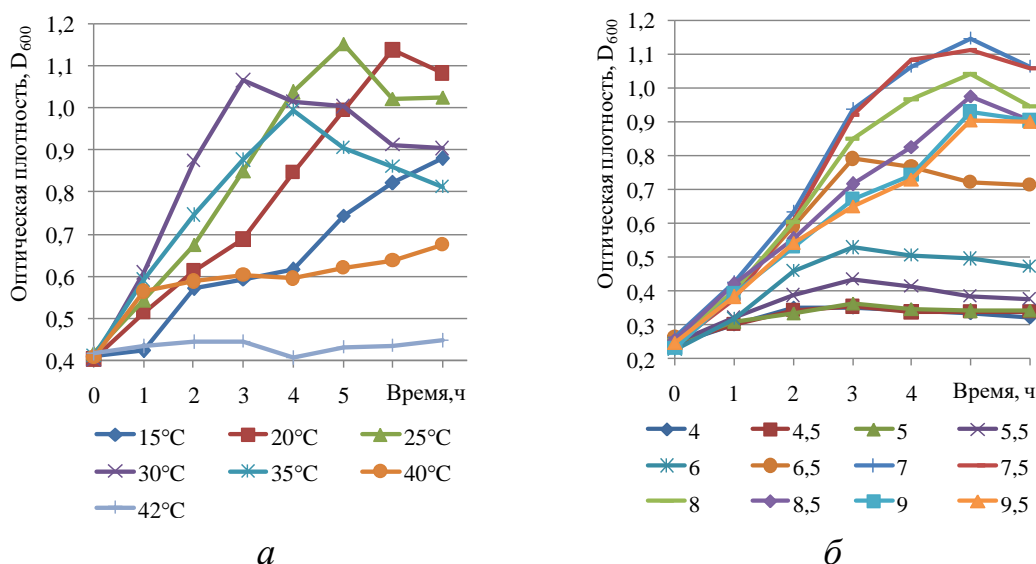 Оптическая плотность, D600
1,2
1,1
1,0
0,9
0,8
0,7
0,6
0,5
0,4
0 1 2 3 4 5 Время,ч
15°C 20°C 25°C
30°C 35°C 40°C
42°C
а
Оптическая плотность, D600
1,2
1,1
1,0
0,9
0,8
0,7
0,6
0,5
0,4
0,3
0,2
0 1 2 3 4 Время, ч
4 4,5 5 5,5
6 6,5 7 7,5
8 8,5 9 9,5
б